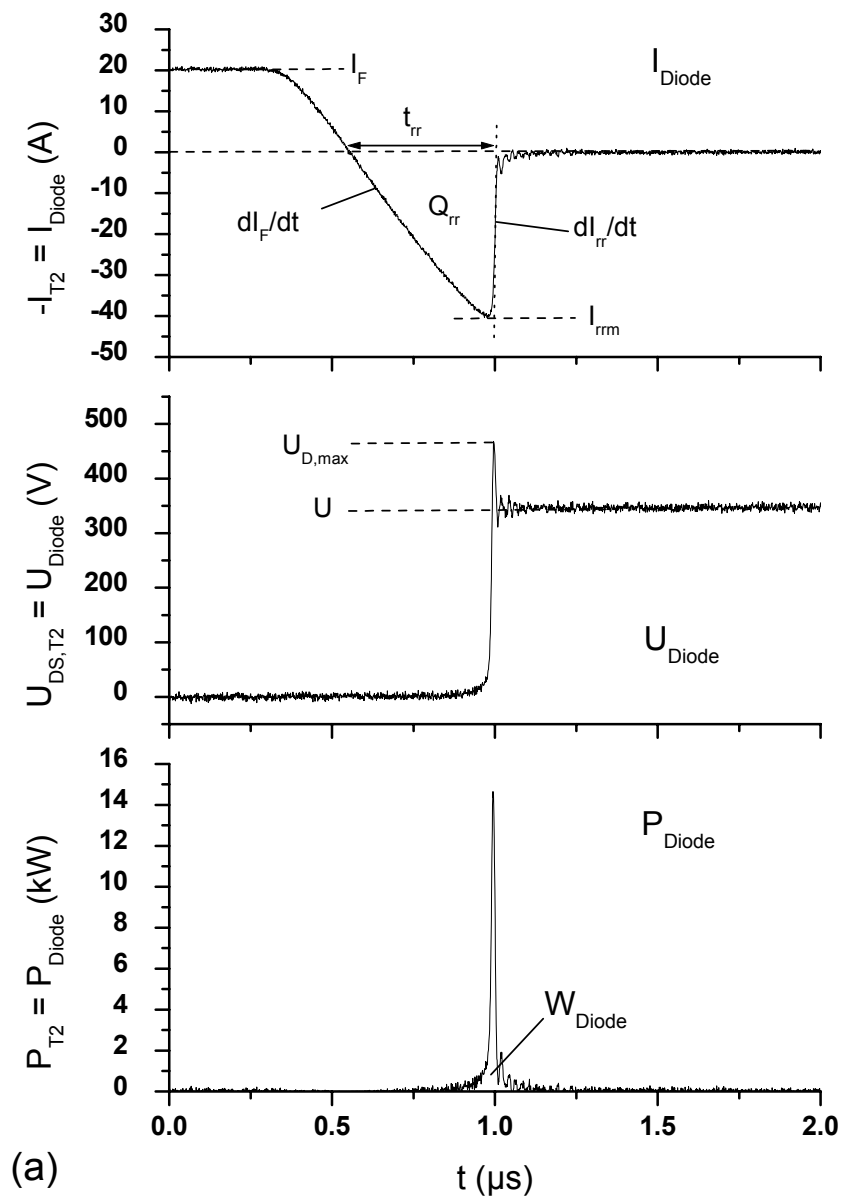 30
20
10
0
-10
-20
-30
-40
-50
-I_T2 = I_Diode (A)
I_F
I_Diode
t_rr
Q_rr
dI_F/dt
dI_rr/dt
I_rrm
500
400
300
200
100
0
U_DS,T2 = U_Diode (V)
U_D,max
U
U_Diode
16
14
12
10
8
6
4
2
0
P_T2 = P_Diode (kW)
P_Diode
W_Diode
0.0 0.5 1.0 1.5 2.0
t (µs)
(a)